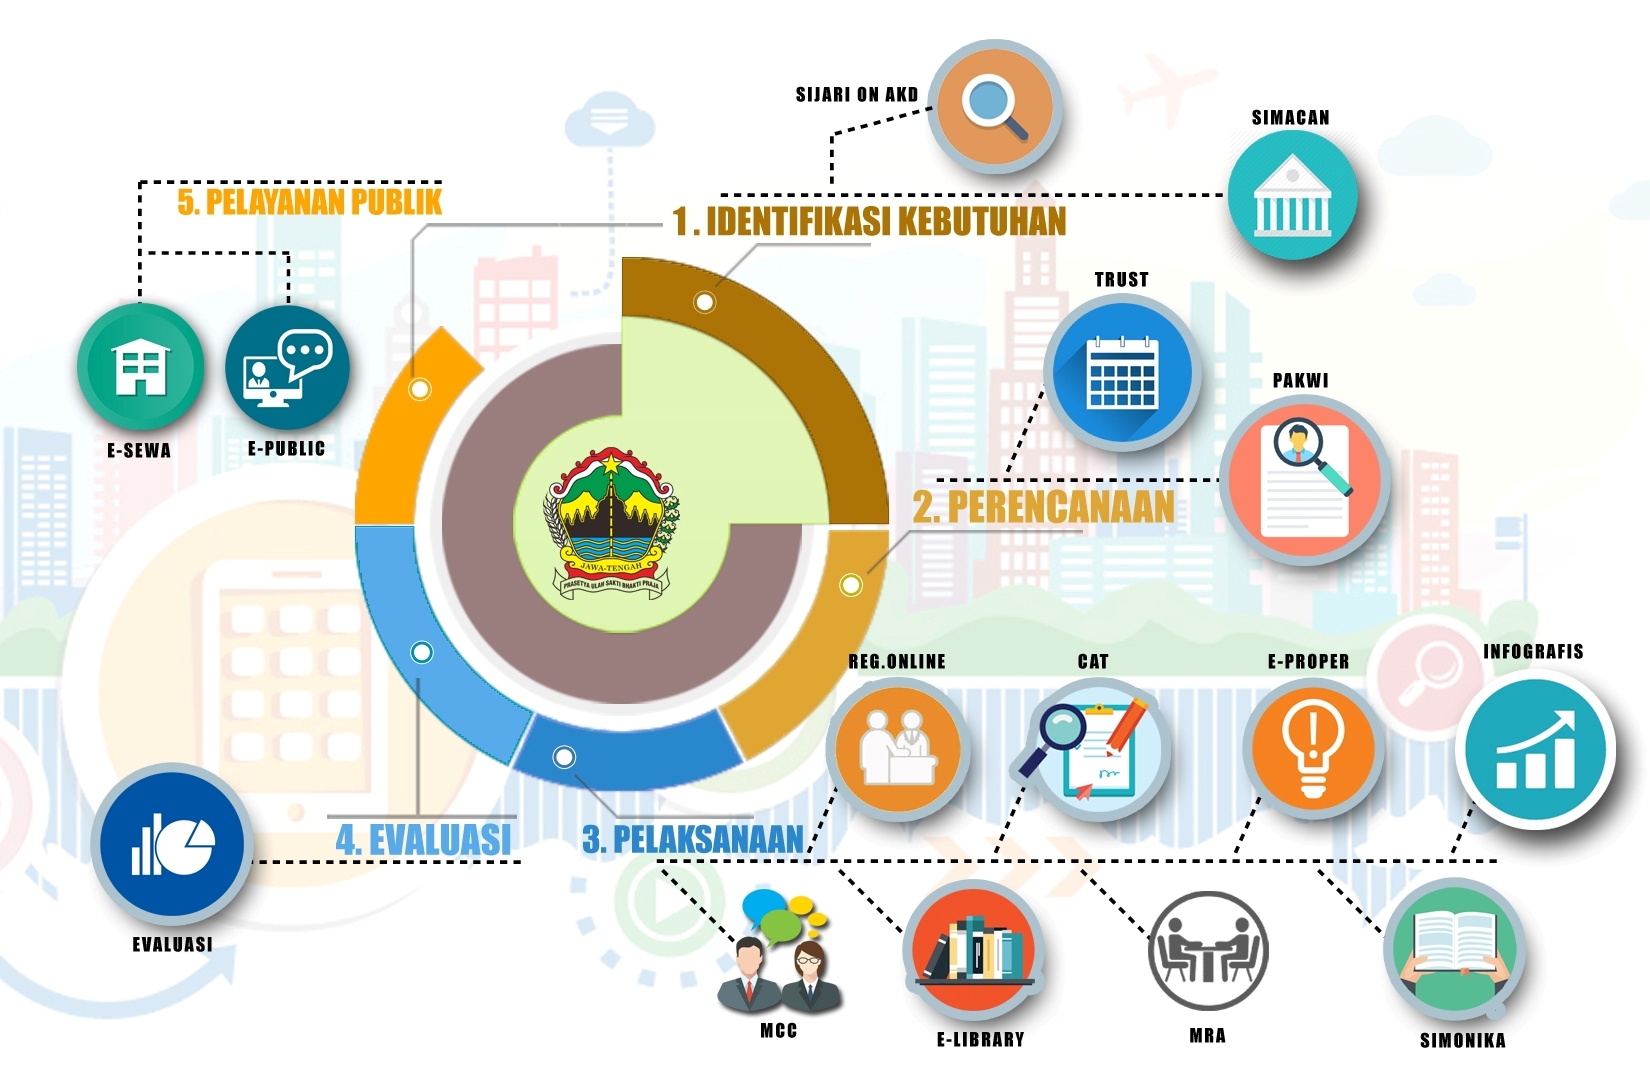 SIJARI ON AKD
SIMACAN
5. PELAYANAN PUBLIK
1. IDENTIFIKASI KEBUTUHAN
TRUST
PAKWI
E-SEWA
E-PUBLIC
2. PERENCANAAN
JAWA-TENGAH
PRASETYA ULAH SAKTI BHAKTI PRAJA
REG.ONLINE
CAT
E-PROPER
INFOGRAFIS
4. EVALUASI
3. PELAKSANAAN
EVALUASI
MCC
E-LIBRARY
MRA
SIMONIKA